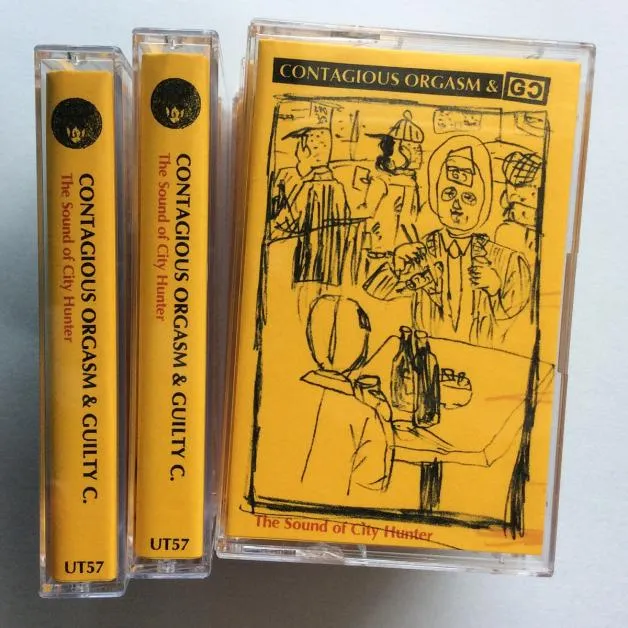 CONTAGIOUS ORGASM & GUILTY C.
The Sound of City Hunter
UT57
CONTAGIOUS ORGASM & GUILTY C.
The Sound of City Hunter
UT57
CONTAGIOUS ORGASM & GC
The Sound of City Hunter